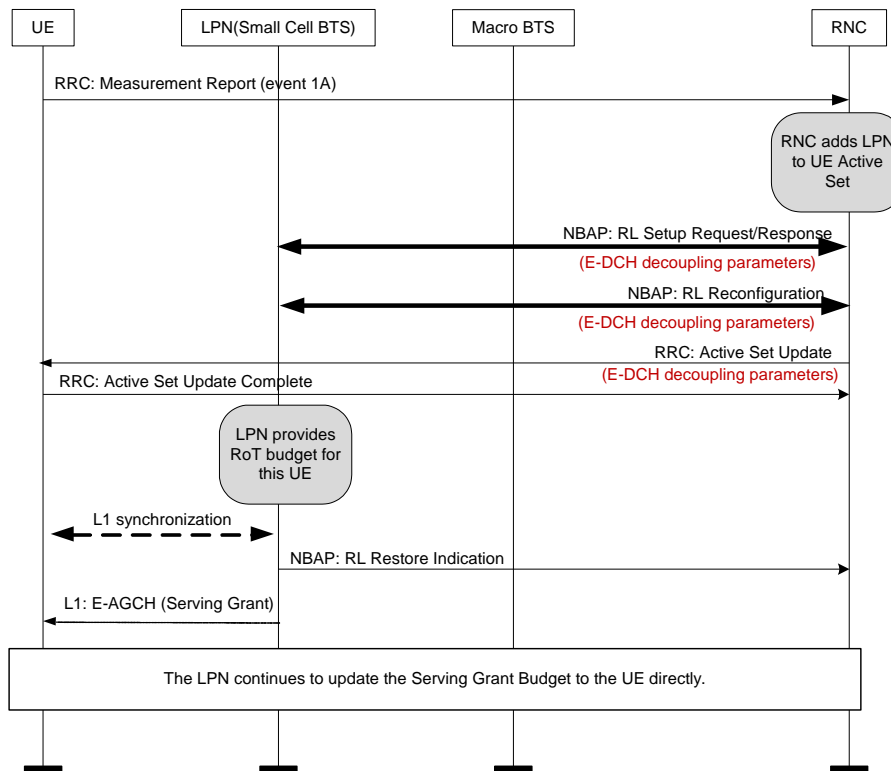 UE
LPN(Small Cell BTS)
Macro BTS
RNC
RRC: Measurement Report (event 1A)
RNC adds LPN
to UE Active
Set
NBAP: RL Setup Request/Response
(E-DCH decoupling parameters)
NBAP: RL Reconfiguration
(E-DCH decoupling parameters)
RRC: Active Set Update
(E-DCH decoupling parameters)
RRC: Active Set Update Complete
LPN provides
RoT budget for
this UE
L1 synchronization
NBAP: RL Restore Indication
L1: E-AGCH (Serving Grant)
The LPN continues to update the Serving Grant Budget to the UE directly.